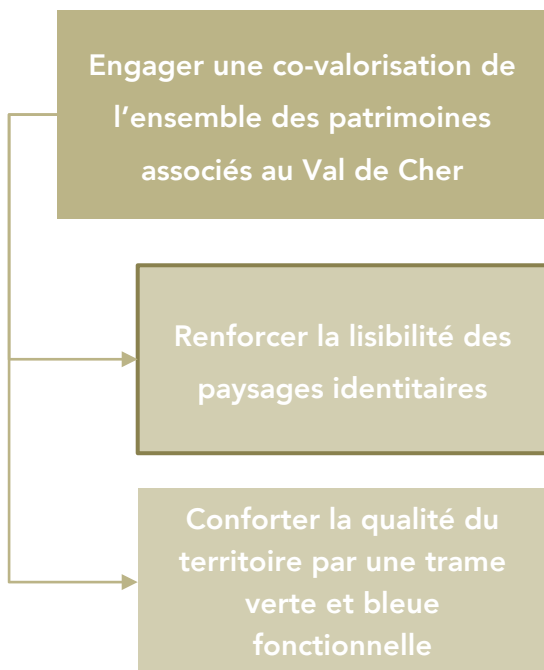 Engager une co-valorisation de
l’ensemble des patrimoines
associés au Val de Cher
Renforcer la lisibilité des
paysages identitaires
Conforter la qualité du
territoire par une trame
verte et bleue
fonctionnelle